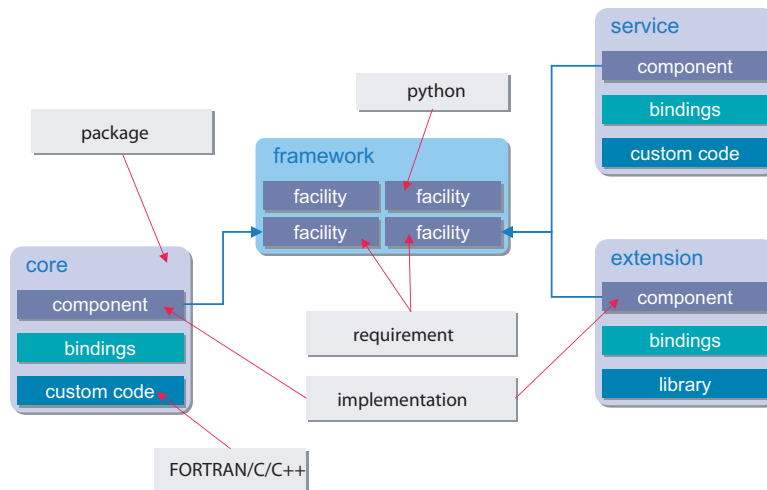 service
component
bindings
custom code
python
package
framework
facility facility
facility facility
core
component
bindings
custom code
extension
component
bindings
library
requirement
implementation
FORTRAN/C/C++